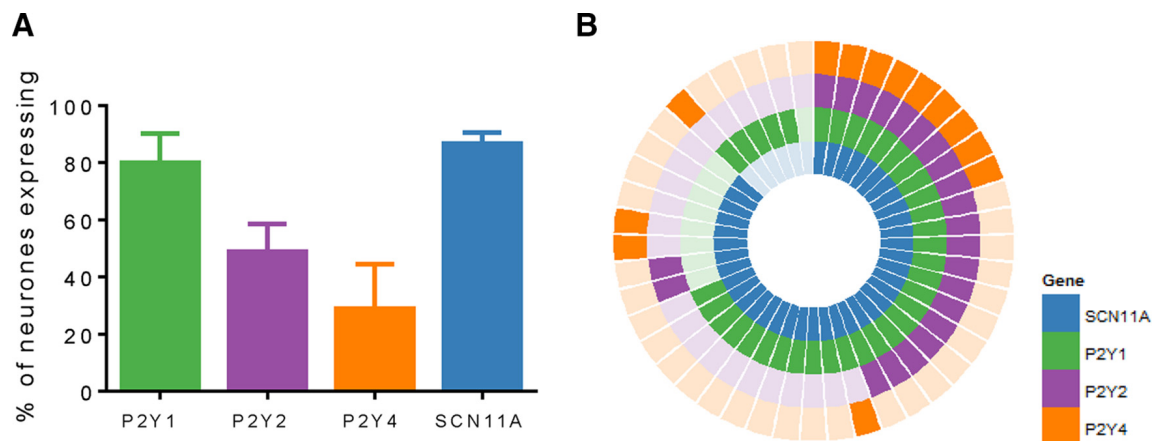 A
B
% of neurones expressing
100
80
60
40
20
0
P2Y1 P2Y2 P2Y4 SCN11A
Gene
SCN11A
P2Y1
P2Y2
P2Y4